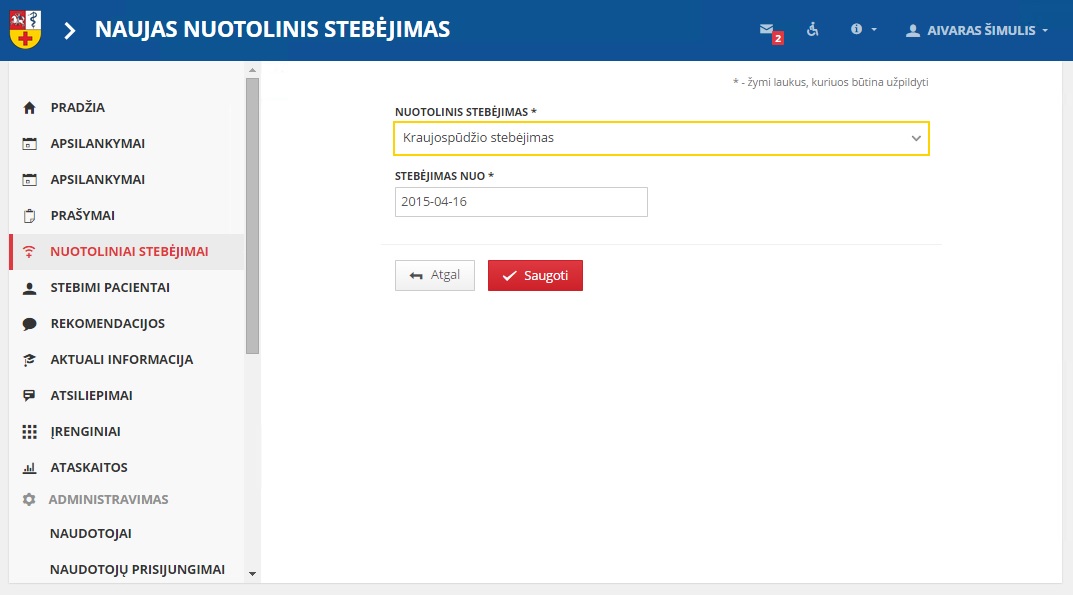 NAUJAS NUOTOLINIS STEBĖJIMAS
2
AIVARAS ŠIMULIS
PRADŽIA
APSILANKYMAI
APSILANKYMAI
PRAŠYMAI
NUOTOLINIAI STEBĖJIMAI
STEBIMI PACIENTAI
REKOMENDACIJOS
AKTUALI INFORMACIJA
ATSILIEPIMAI
ĮRENGINIAI
ATASKAITOS
ADMINISTRAVIMAS
NAUDOTOJAI
NAUDOTOJŲ PRISIJUNGIMAI
* - žymi laukus, kuriuos būtina užpildyti
NUOTOLINIS STEBĖJIMAS *
Kraujospūdžio stebėjimas
STEBĖJIMAS NUO *
2015-04-16
Atgal
Saugoti